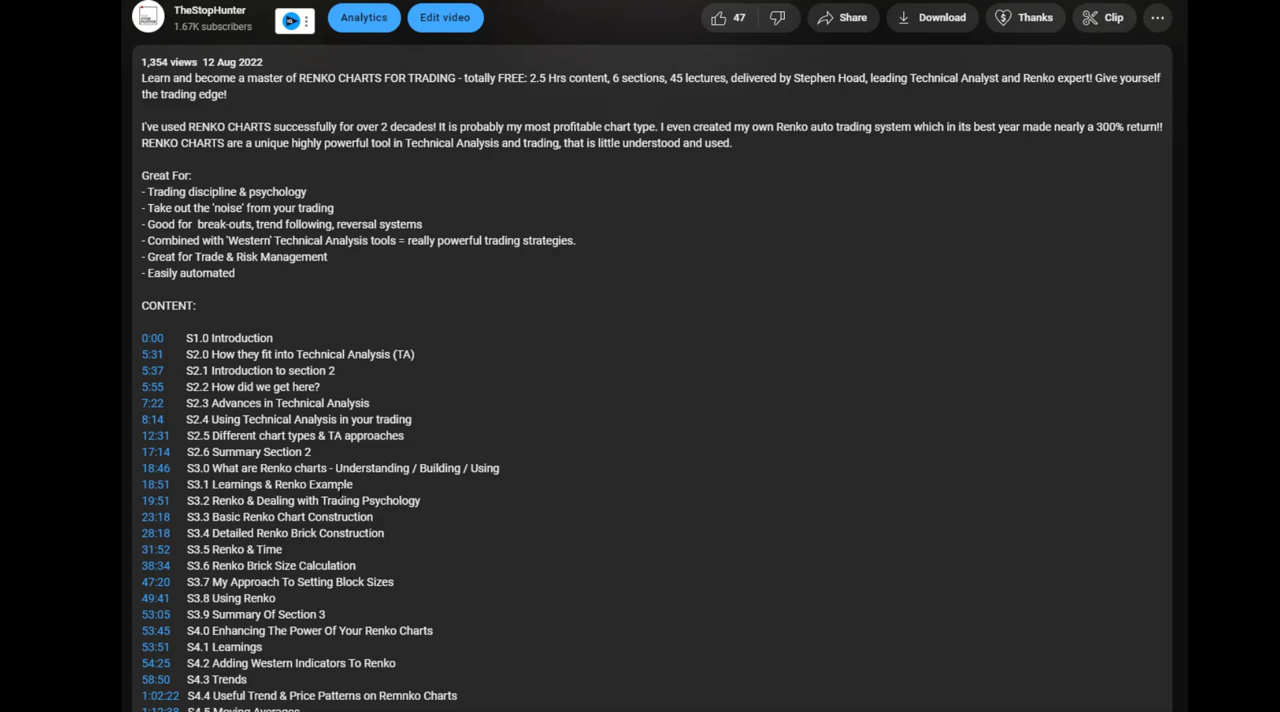 TheStopHunter
1.67K subscribers
Analytics
Edit video
47
Share
Download
Thanks
Clip
1,354 views 12 Aug 2022
Learn and become a master of RENKO CHARTS FOR TRADING - totally FREE: 2.5 Hrs content, 6 sections, 45 lectures, delivered by Stephen Hoad, leading Technical Analyst and Renko expert! Give yourself
the trading edge!
I've used RENKO CHARTS successfully for over 2 decades! It is probably my most profitable chart type. I even created my own Renko auto trading system which in its best year made nearly a 300% return!!
RENKO CHARTS are a unique highly powerful tool in Technical Analysis and trading, that is little understood and used.
Great For:
- Trading discipline & psychology
- Take out the 'noise' from your trading
- Good for break-outs, trend following, reversal systems
- Combined with 'Western' Technical Analysis tools = really powerful trading strategies.
- Great for Trade & Risk Management
- Easily automated
CONTENT:
0:00 S1.0 Introduction
5:31 S2.0 How they fit into Technical Analysis (TA)
5:37 S2.1 Introduction to section 2
5:55 S2.2 How did we get here?
7:22 S2.3 Advances in Technical Analysis
8:14 S2.4 Using Technical Analysis in your trading
12:31 S2.5 Different chart types & TA approaches
17:14 S2.6 Summary Section 2
18:46 S3.0 What are Renko charts - Understanding / Building / Using
18:51 S3.1 Learnings & Renko Example
19:51 S3.2 Renko & Dealing with Trading Psychology
23:18 S3.3 Basic Renko Chart Construction
28:18 S3.4 Detailed Renko Brick Construction
31:52 S3.5 Renko & Time
38:34 S3.6 Renko Brick Size Calculation
47:20 S3.7 My Approach To Setting Block Sizes
49:41 S3.8 Using Renko
53:05 S3.9 Summary Of Section 3
53:45 S4.0 Enhancing The Power Of Your Renko Charts
53:51 S4.1 Learnings
54:25 S4.2 Adding Western Indicators To Renko
58:50 S4.3 Trends
1:02:22 S4.4 Useful Trend & Price Patterns on Remnko Charts
1:12:38 S4.5 Moving Averages